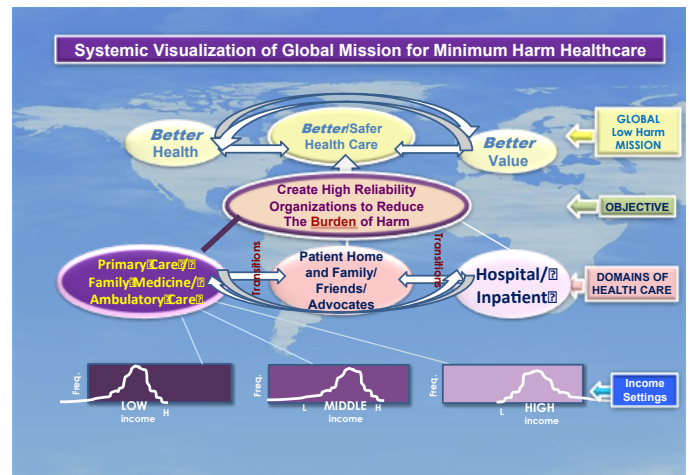 Systemic Visualization of Global Mission for Minimum Harm Healthcare
Better
Health
Better/Safer
Health Care
Better
Value
GLOBAL
Low Harm
MISSION
Create High Reliability
Organizations to Reduce
The Burden of Harm
OBJECTIVE
Primary Care /
Family Medicine/
Ambulatory Care
Transitions
Patient Home
and Family/
Friends/
Advocates
Transitions
Hospital/
Inpatient
DOMAINS OF
HEALTH CARE
Freq.
LOW
income
H
Freq.
L
MIDDLE
income
H
Freq.
L
HIGH
income
Income
Settings